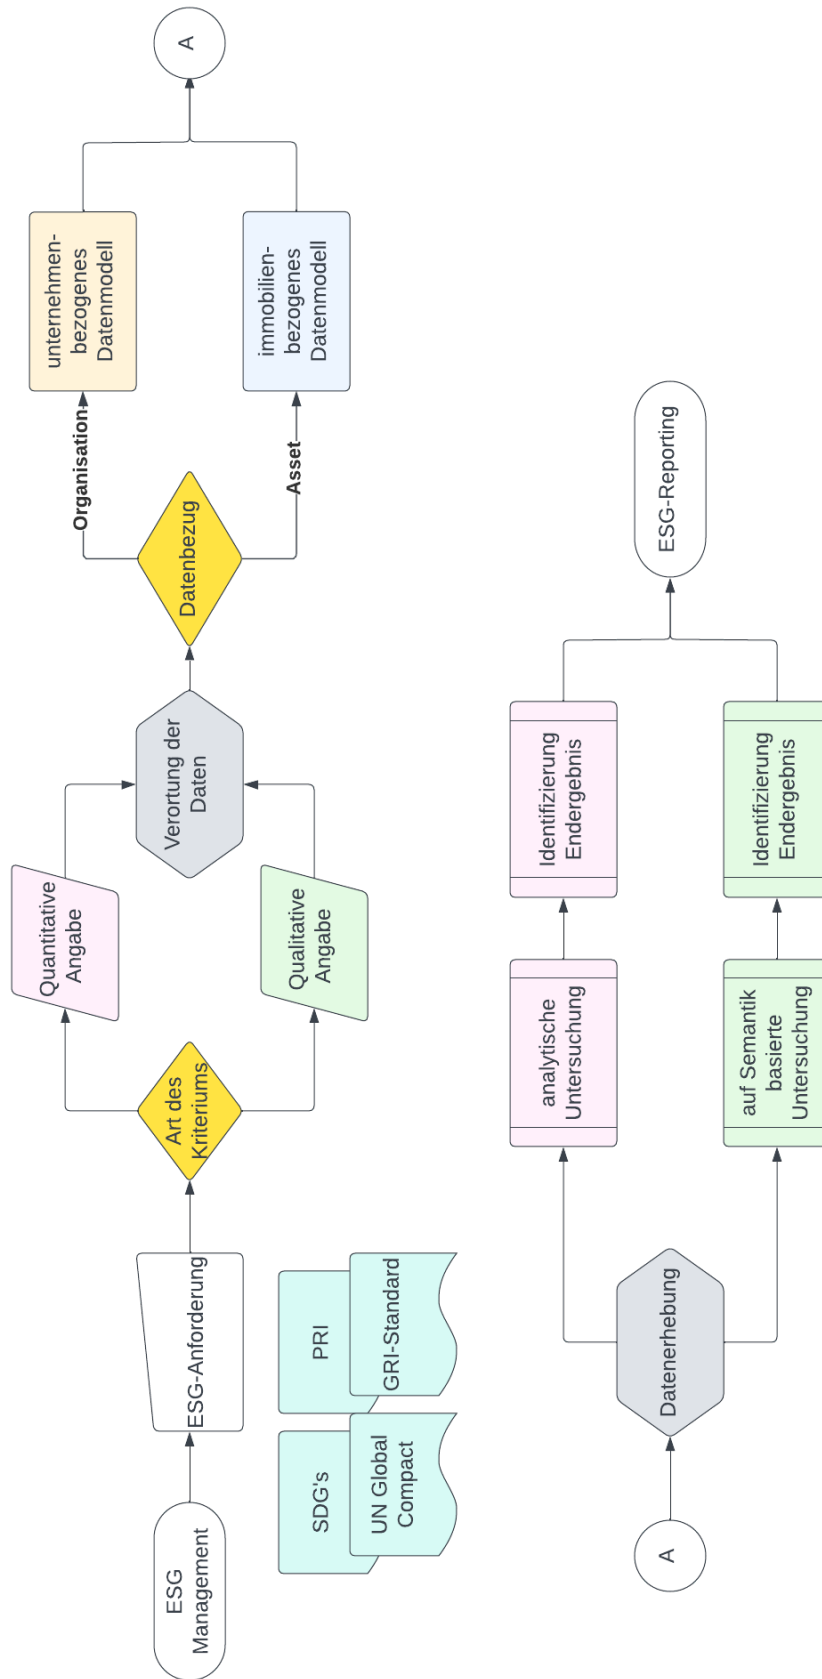 ESG
Management
ESG-Anforderung
SDG's
UN Global
Compact
PRI
GRI-Standard
Art des
Kriteriums
Quantitative
Angabe
Qualitative
Angabe
Verortung der
Daten
Datenbezug
Organisation
Asset
unternehmen-
bezogenes
Datenmodell
immobilien-
bezogenes
Datenmodell
A
A
Datenerhebung
analytische
Untersuchung
auf Semantik
basierte
Untersuchung
Identifizierung
Endergebnis
Identifizierung
Endergebnis
ESG-Reporting